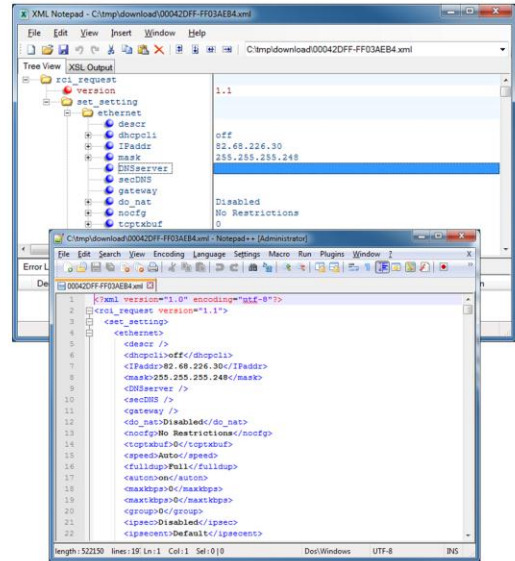 XML Notepad - C:\tmp\download\00042DFF-FF03AEB4.xml
File Edit View Insert Window Help
C:\tmp\download\00042DFF-FF03AEB4.xml
Tree View XSL Output
rci_request
version 1.1
set_setting
ethernet
descr
dhcpcli off
IPaddr 82.68.226.30
mask 255.255.255.248
DNSserver
secDNS
gateway
do_nat Disabled
nocfg No Restrictions
tcptxbuf 0
Error L
De
n
C:\tmp\download\00042DFF-FF03AEB4.xml - Notepad++ [Administrator]
File Edit Search View Encoding Language Settings Macro Run Plugins Window ? X
00042DFF-FF03AEB4.xml
1 <?xml version="1.0" encoding="utf-8"?>
2 <rci_request version="1.1">
3 <set_setting>
4 <ethernet>
5 <descr />
6 <dhcpcli>off</dhcpcli>
7 <IPaddr>82.68.226.30</IPaddr>
8 <mask>255.255.255.248</mask>
9 <DNSserver />
10 <secDNS />
11 <gateway />
12 <do_nat>Disabled</do_nat>
13 <nocfg>No Restrictions</nocfg>
14 <tcptxbuf>0</tcptxbuf>
15 <speed>Auto</speed>
16 <fulldup>Full</fulldup>
17 <auton>on</auton>
18 <maxkbps>0</maxkbps>
19 <maxtkbps>0</maxtkbps>
20 <group>0</group>
21 <ipsec>Disabled</ipsec>
22 <ipsecent>Default</ipsecent>
length : 522150 lines : 19. Ln : 1 Col : 1 Sel : 0 | 0 Dos\Windows UTF-8 INS